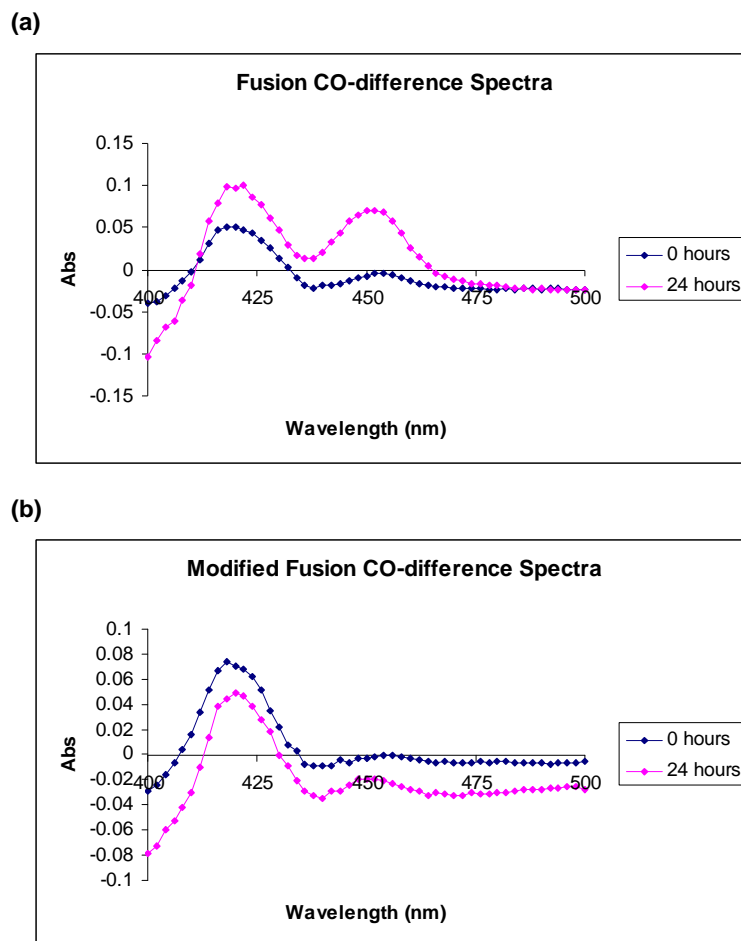 (a)
Fusion CO-difference Spectra
0.15
0.1
0.05
0
-0.05
-0.1
-0.15
400 425 450 475 500
Abs
Wavelength (nm)
0 hours
24 hours
(b)
Modified Fusion CO-difference Spectra
0.1
0.08
0.06
0.04
0.02
0
-0.02
-0.04
-0.06
-0.08
-0.1
400 425 450 475 500
Abs
Wavelength (nm)
0 hours
24 hours